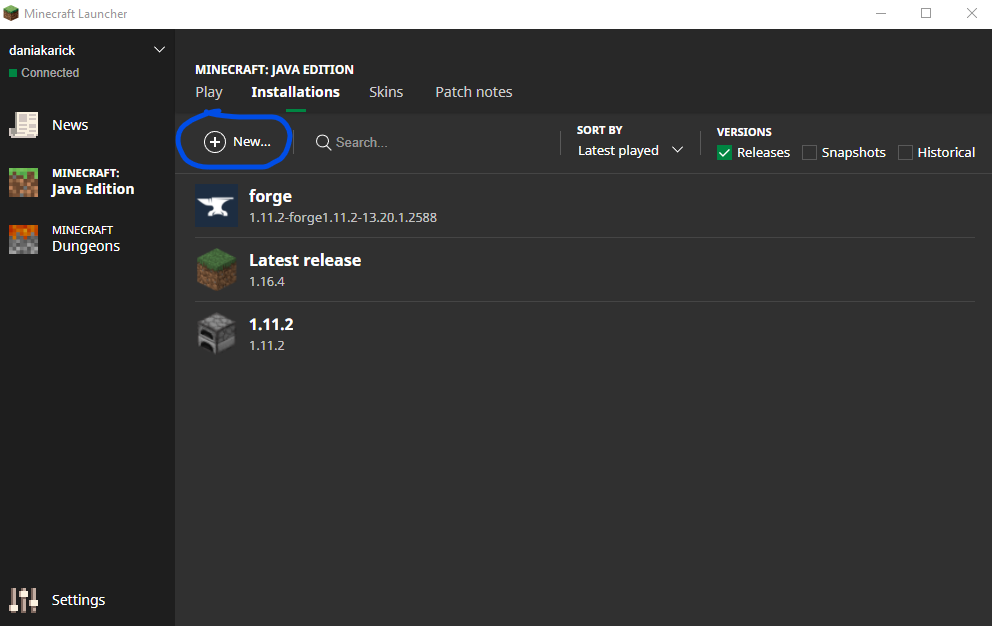 Minecraft Launcher
daniakarick
Connected
News
MINECRAFT:
Java Edition
MINECRAFT
Dungeons
Settings
MINECRAFT: JAVA EDITION
Play Installations Skins Patch notes
New... Search...
SORT BY
Latest played
VERSIONS
Releases Snapshots Historical
forge
1.11.2-forge1.11.2-13.20.1.2588
Latest release
1.16.4
1.11.2
1.11.2